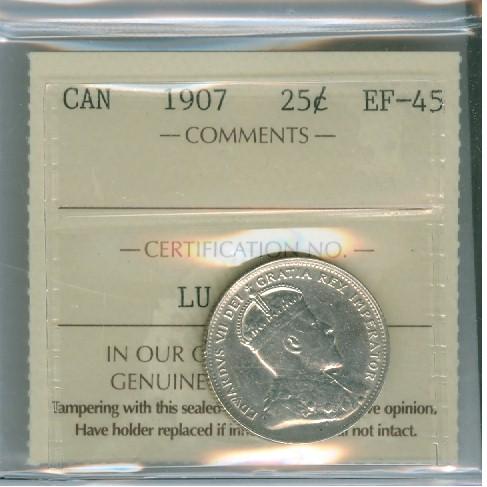 CAN 1907 25¢ EF-45
— COMMENTS —
— CERTIFICATION NO. —
LU
IN OUR
GENUINE
Tampering with this sealed ve opinion.
Have holder replaced if inn l not intact.
EDWARDVS VII DEI GRATIA REX IMPERATOR